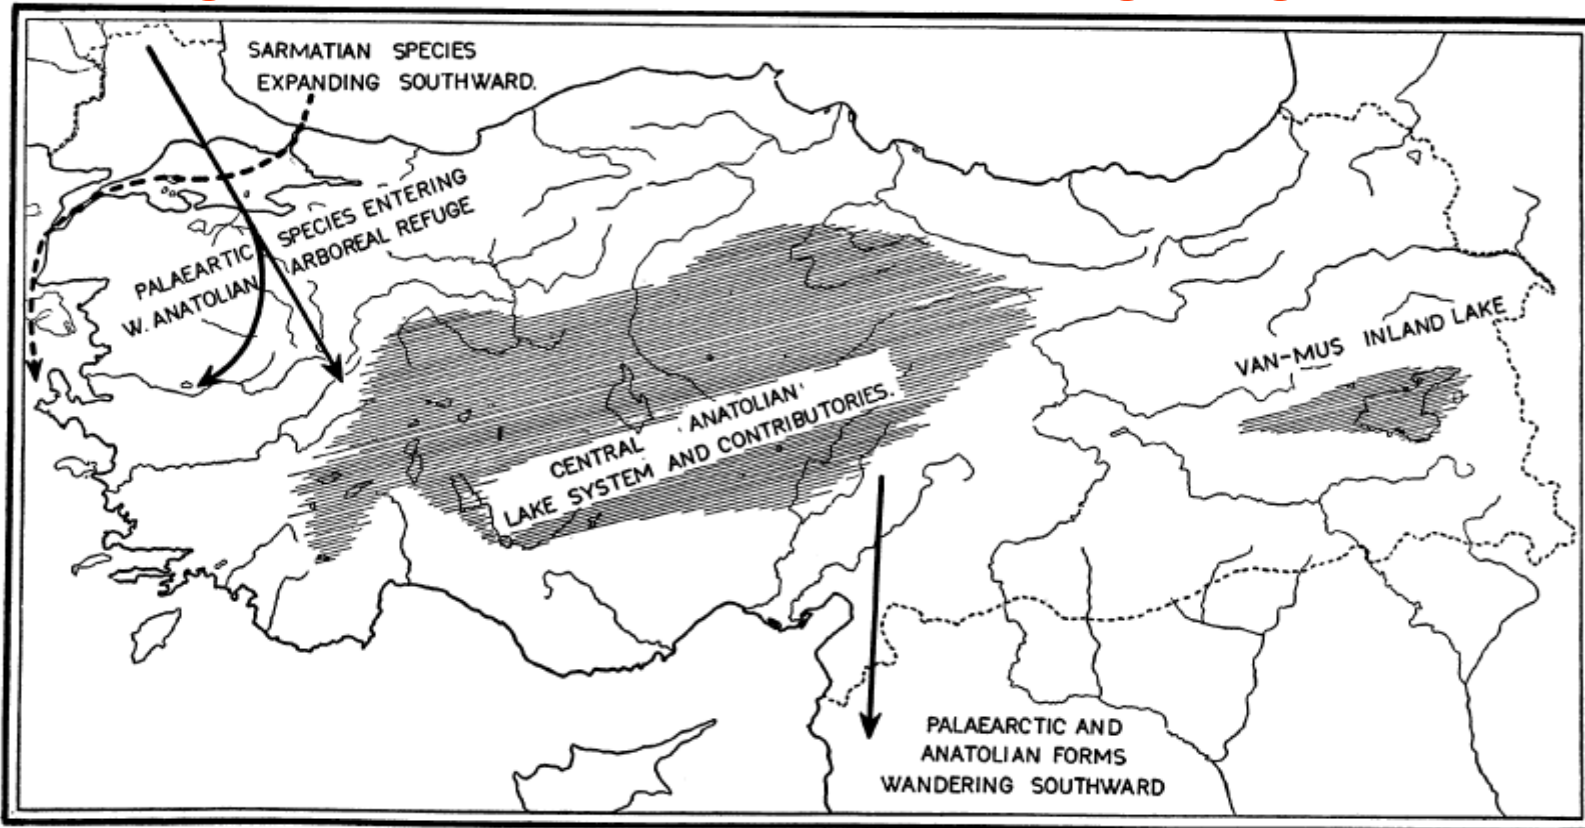 SARMATIAN SPECIES
EXPANDING SOUTHWARD.
PALAEARTIC SPECIES ENTERING
W. ANATOLIAN ARBOREAL REFUGE
VAN-MUS INLAND LAKE
CENTRAL 'ANATOLIAN'
LAKE SYSTEM AND CONTRIBUTORIES.
PALAEARCTIC AND
ANATOLIAN FORMS
WANDERING SOUTHWARD